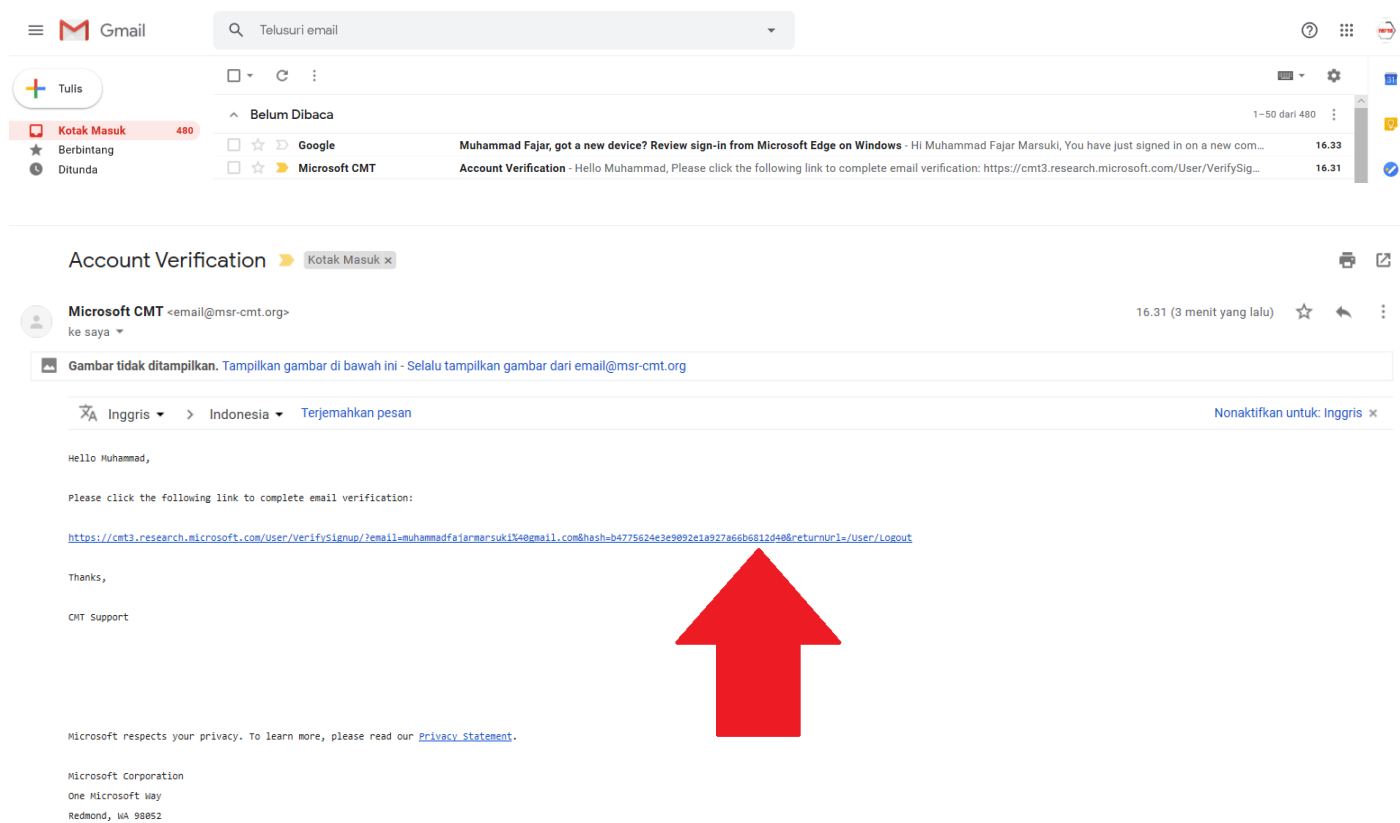 Gmail
Telusuri email
Tulis
Kotak Masuk 480
Berbintang
Ditunda
Belum Dibaca 1–50 dari 480
Google Muhammad Fajar, got a new device? Review sign-in from Microsoft Edge on Windows - Hi Muhammad Fajar Marsuki, You have just signed in on a new com... 16.33
Microsoft CMT Account Verification - Hello Muhammad, Please click the following link to complete email verification: https://cmt3.research.microsoft.com/User/VerifySig... 16.31
31
Account Verification Kotak Masuk ×
Microsoft CMT <email@msr-cmt.org> 16.31 (3 menit yang lalu)
ke saya
Gambar tidak ditampilkan. Tampilkan gambar di bawah ini - Selalu tampilkan gambar dari email@msr-cmt.org
Inggris > Indonesia Terjemahkan pesan Nonaktifkan untuk: Inggris ×
Hello Muhammad,
Please click the following link to complete email verification:
https://cmt3.research.microsoft.com/User/VerifySignup/?email=muhammadfajarmarsuki%40gmail.com&hash=b4775624e3e9092e1a927a66b6812d40&returnUrl=/User/Logout
Thanks,
CMT Support
Microsoft respects your privacy. To learn more, please read our Privacy Statement.
Microsoft Corporation
One Microsoft Way
Redmond, WA 98052